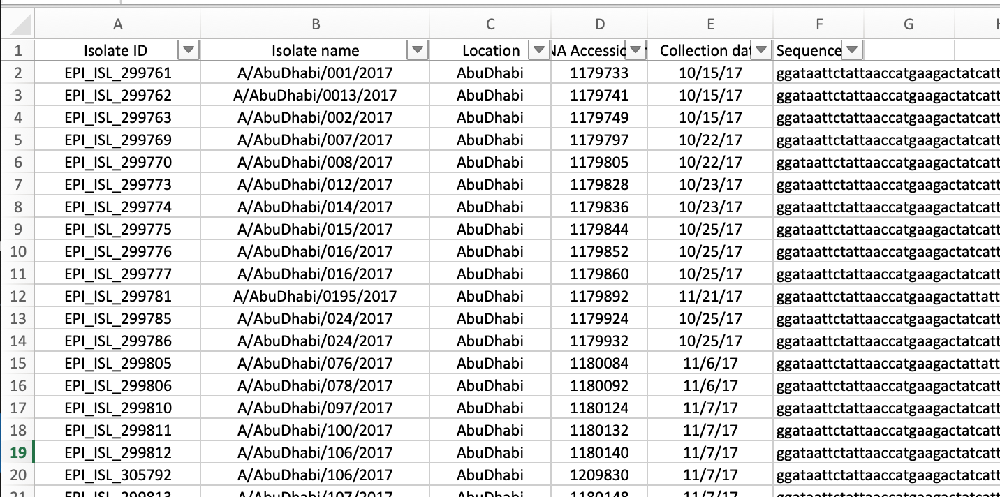 A B C D E F G
1 Isolate ID Isolate name Location NA Accessic Collection dat Sequence
2 EPI_ISL_299761 A/AbuDhabi/001/2017 AbuDhabi 1179733 10/15/17 ggataattctattaaccatgaagactatcatt
3 EPI_ISL_299762 A/AbuDhabi/0013/2017 AbuDhabi 1179741 10/15/17 ggataattctattaaccatgaagactatcatt
4 EPI_ISL_299763 A/AbuDhabi/002/2017 AbuDhabi 1179749 10/15/17 ggataattctattaaccatgaagactatcatt
5 EPI_ISL_299769 A/AbuDhabi/007/2017 AbuDhabi 1179797 10/22/17 ggataattctattaaccatgaagactatcatt
6 EPI_ISL_299770 A/AbuDhabi/008/2017 AbuDhabi 1179805 10/22/17 ggataattctattaaccatgaagactatcatt
7 EPI_ISL_299773 A/AbuDhabi/012/2017 AbuDhabi 1179828 10/23/17 ggataattctattaaccatgaagactatcatt
8 EPI_ISL_299774 A/AbuDhabi/014/2017 AbuDhabi 1179836 10/23/17 ggataattctattaaccatgaagactatcatt
9 EPI_ISL_299775 A/AbuDhabi/015/2017 AbuDhabi 1179844 10/25/17 ggataattctattaaccatgaagactatcatt
10 EPI_ISL_299776 A/AbuDhabi/016/2017 AbuDhabi 1179852 10/25/17 ggataattctattaaccatgaagactatcatt
11 EPI_ISL_299777 A/AbuDhabi/016/2017 AbuDhabi 1179860 10/25/17 ggataattctattaaccatgaagactatcatt
12 EPI_ISL_299781 A/AbuDhabi/0195/2017 AbuDhabi 1179892 11/21/17 ggataattctattaaccatgaagactattatt
13 EPI_ISL_299785 A/AbuDhabi/024/2017 AbuDhabi 1179924 10/25/17 ggataattctattaaccatgaagactatcatt
14 EPI_ISL_299786 A/AbuDhabi/024/2017 AbuDhabi 1179932 10/25/17 ggataattctattaaccatgaagactatcatt
15 EPI_ISL_299805 A/AbuDhabi/076/2017 AbuDhabi 1180084 11/6/17 ggataattctattaaccatgaagactattatt
16 EPI_ISL_299806 A/AbuDhabi/078/2017 AbuDhabi 1180092 11/6/17 ggataattctattaaccatgaagactatcatt
17 EPI_ISL_299810 A/AbuDhabi/097/2017 AbuDhabi 1180124 11/7/17 ggataattctattaaccatgaagactatcatt
18 EPI_ISL_299811 A/AbuDhabi/100/2017 AbuDhabi 1180132 11/7/17 ggataattctattaaccatgaagactatcatt
19 EPI_ISL_299812 A/AbuDhabi/106/2017 AbuDhabi 1180140 11/7/17 ggataattctattaaccatgaagactatcatt
20 EPI_ISL_305792 A/AbuDhabi/106/2017 AbuDhabi 1209830 11/7/17 ggataattctattaaccatgaagactatcatt
21 EPI_ISL_299813 A/AbuDhabi/107/2017 AbuDhabi 1180148 11/7/17